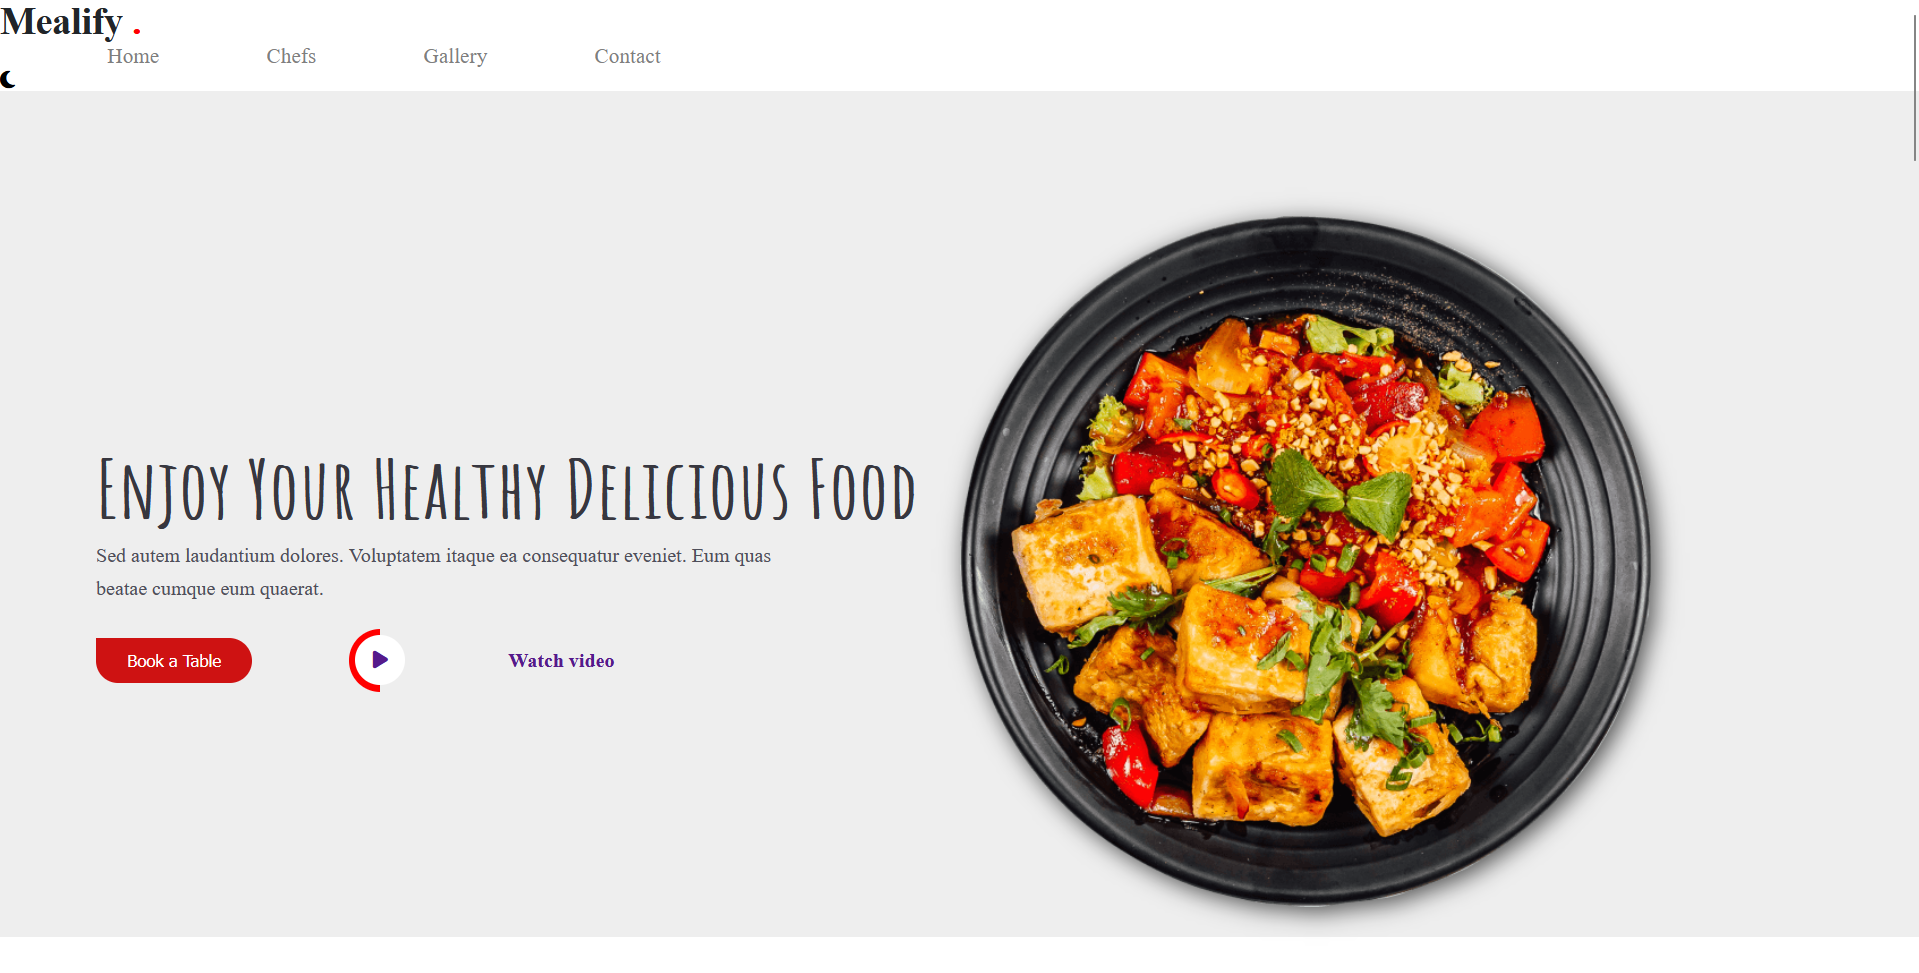 Mealify .
Home Chefs Gallery Contact
Enjoy Your Healthy Delicious Food
Sed autem laudantium dolores. Voluptatem itaque ea consequatur eveniet. Eum quas
beatae cumque eum quaerat.
Book a Table Watch video